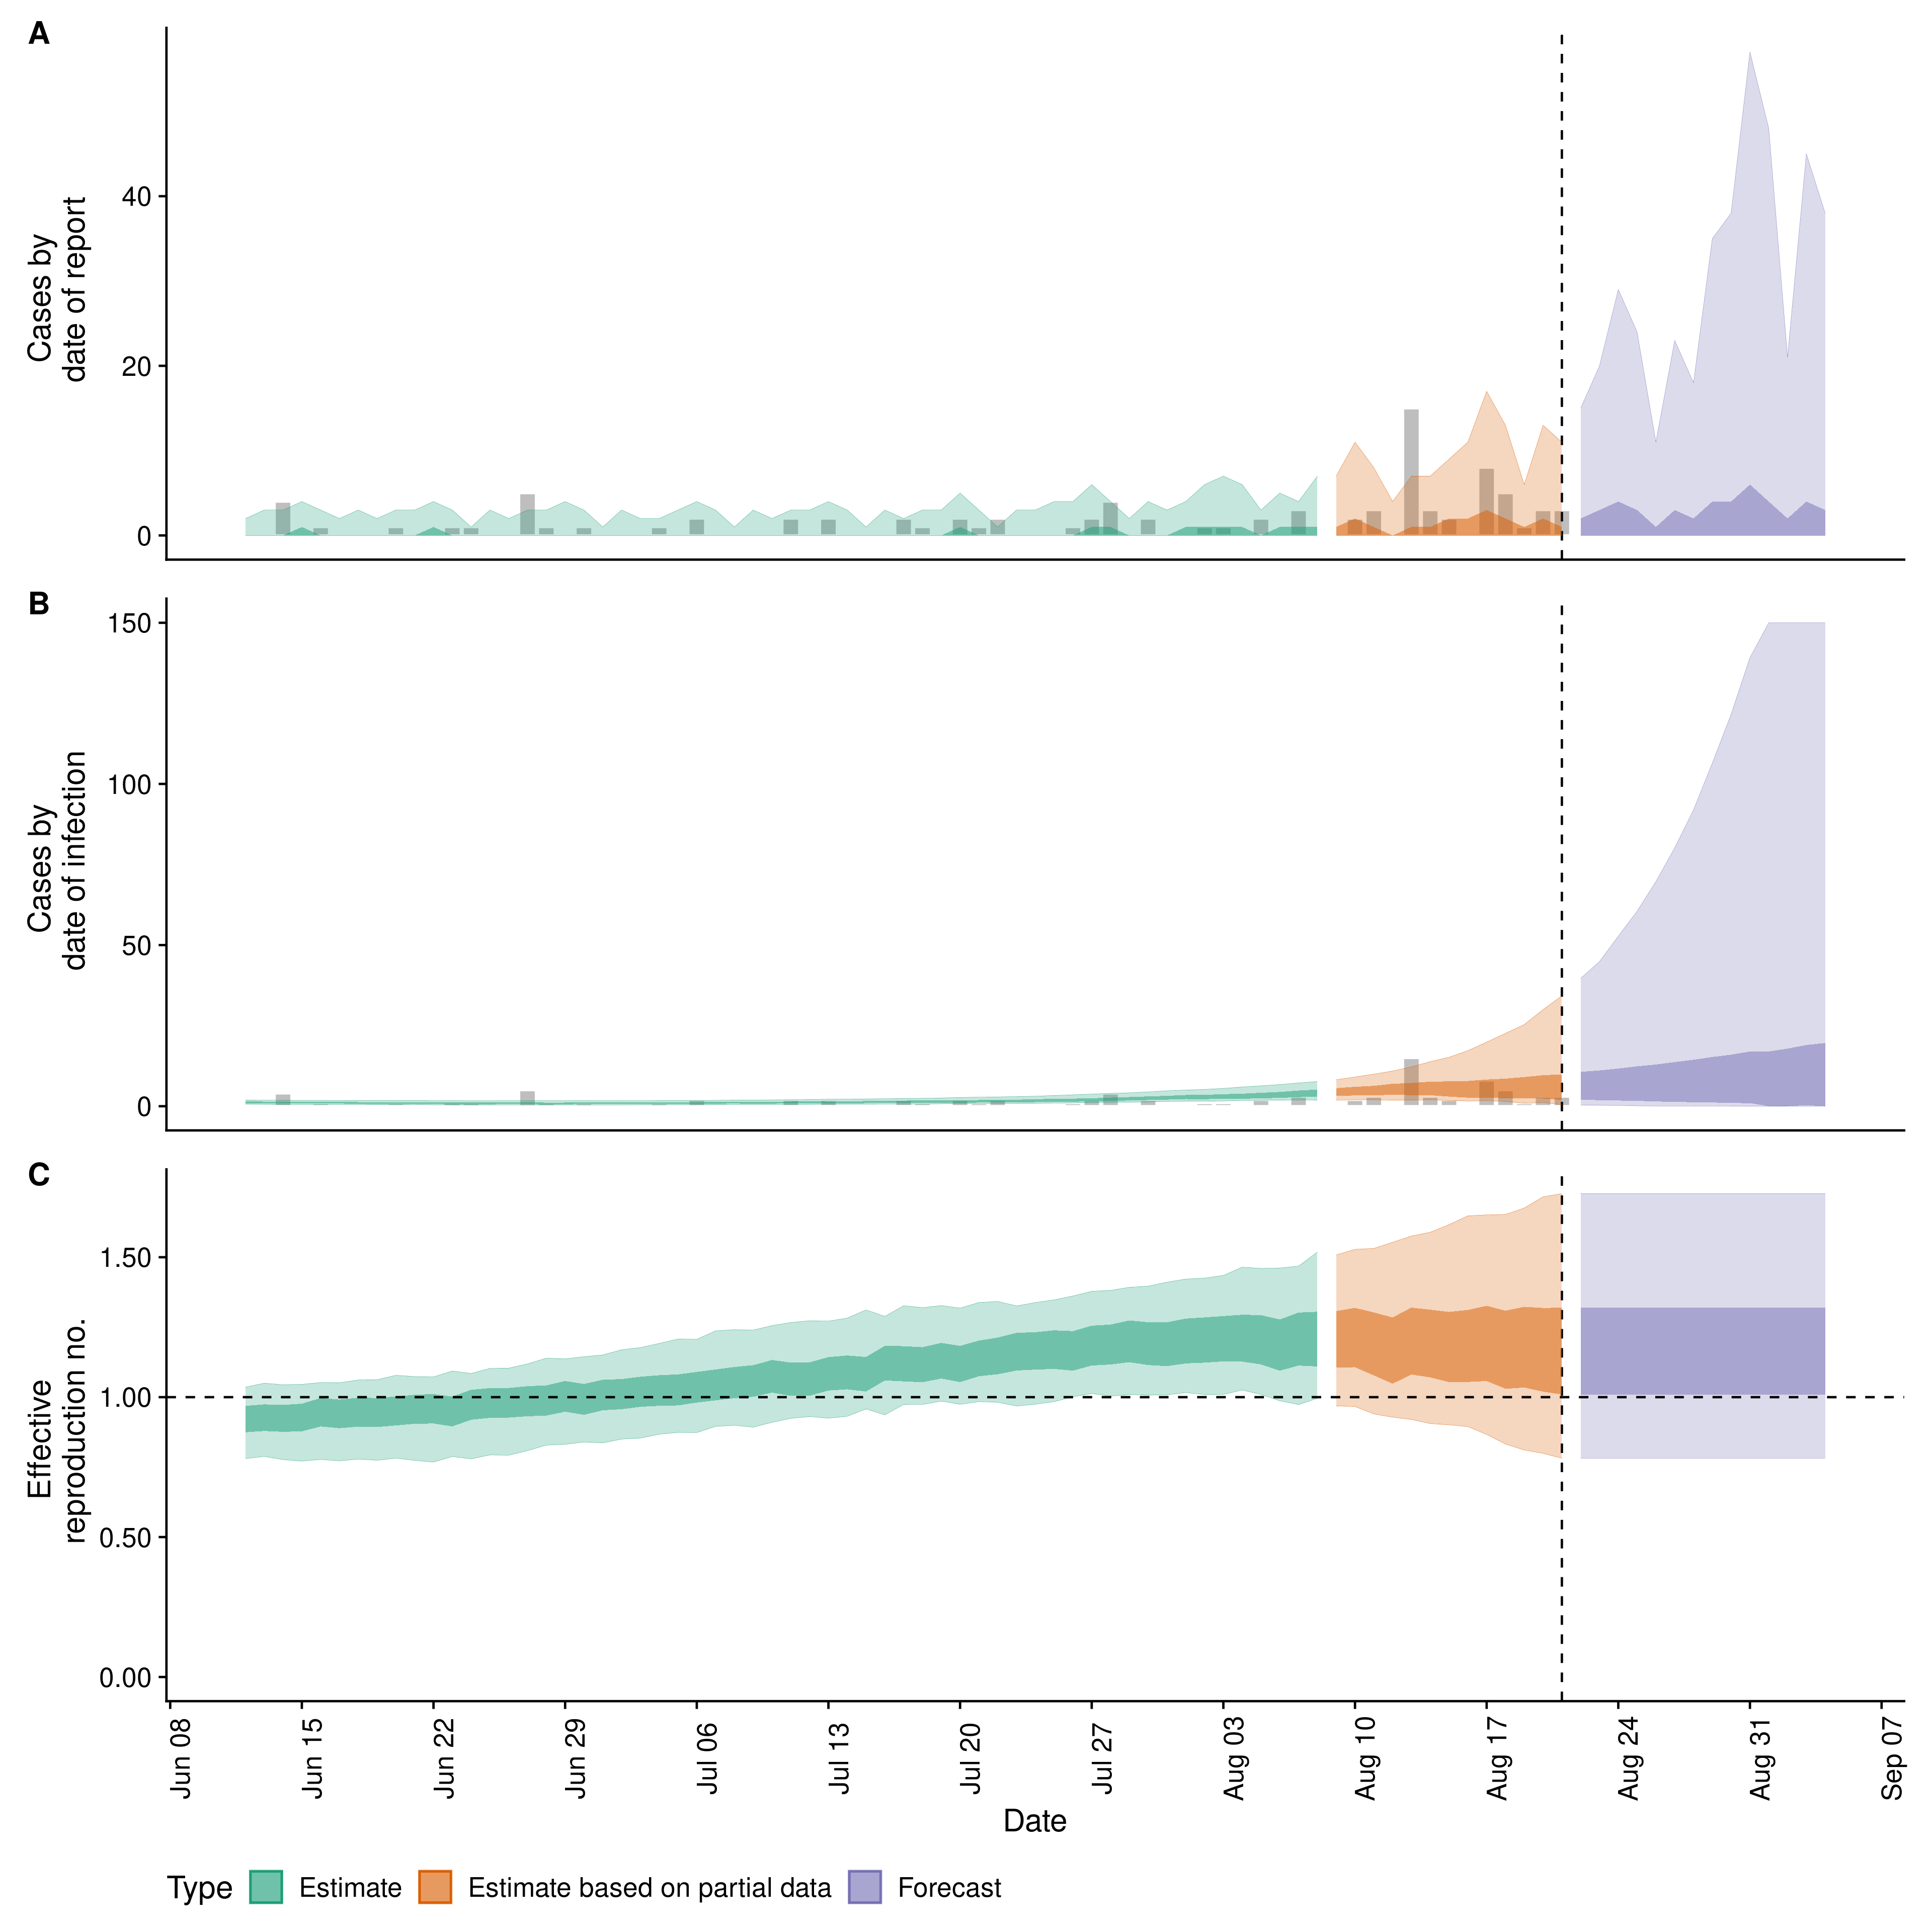 A
Cases by
date of report
40
20
0
B
Cases by
date of infection
150
100
50
0
C
Effective
reproduction no.
1.50
1.00
0.50
0.00
Jun 08
Jun 15
Jun 22
Jun 29
Jul 06
Jul 13
Jul 20
Jul 27
Aug 03
Aug 10
Aug 17
Aug 24
Aug 31
Sep 07
Date
Type Estimate Estimate based on partial data Forecast